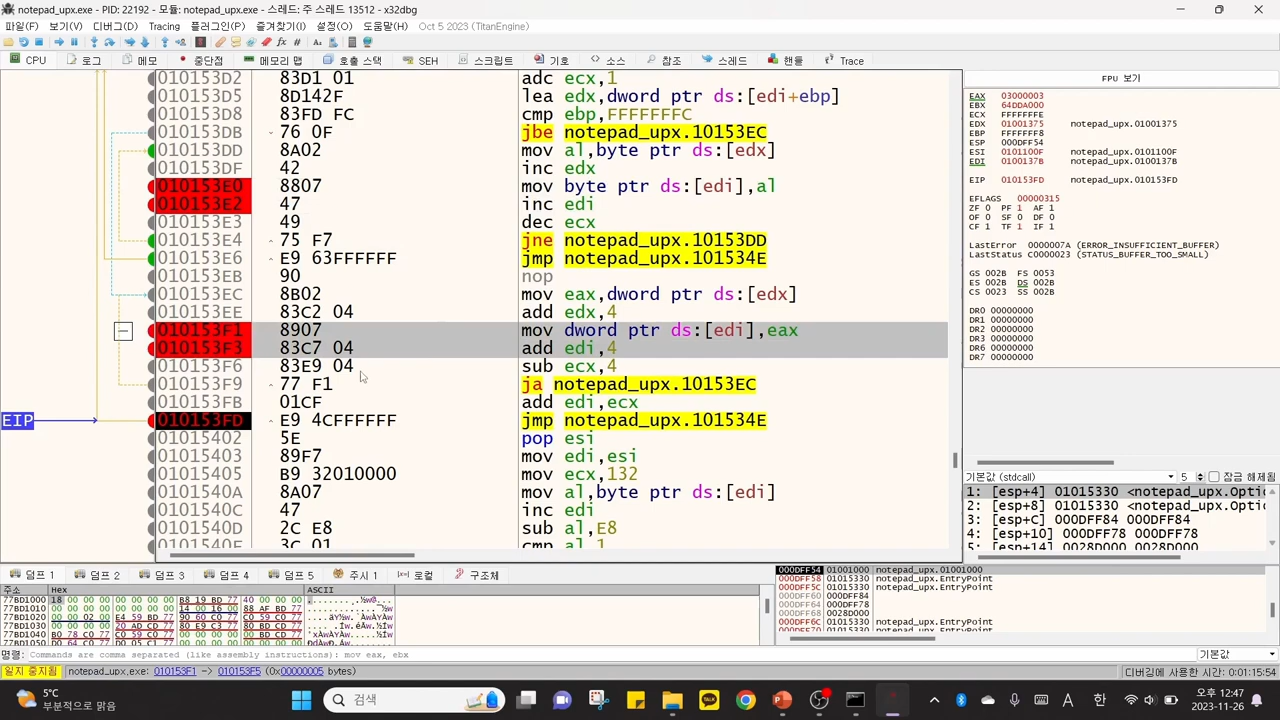 notepad_upx.exe - PID: 22192 - 모듈: notepad_upx.exe - 스레드: 주 스레드 13512 - x32dbg
파일(F) 보기(V) 디버그(D) Tracing 플러그인(P) 즐겨찾기(I) 설정(O) 도움말(H) Oct 5 2023 (TitanEngine)
CPU 로그 메모 중단점 메모리 맵 호출 스택 SEH 스크립트 기호 소스 참조 스레드 핸들 Trace
010153D2 83D1 01 adc ecx,1
010153D5 8D142F lea edx,dword ptr ds:[edi+ebp]
010153D8 83FD FC cmp ebp,FFFFFFFC
010153DB 76 0F jbe notepad_upx.10153EC
010153DD 8A02 mov al,byte ptr ds:[edx]
010153DF 42 inc edx
010153E0 8807 mov byte ptr ds:[edi],al
010153E2 47 inc edi
010153E3 49 dec ecx
010153E4 75 F7 jne notepad_upx.10153DD
010153E6 E9 63FFFFFF jmp notepad_upx.101534E
010153EB 90 nop
010153EC 8B02 mov eax,dword ptr ds:[edx]
010153EE 83C2 04 add edx,4
010153F1 8907 mov dword ptr ds:[edi],eax
010153F3 83C7 04 add edi,4
010153F6 83E9 04 sub ecx,4
010153F9 77 F1 ja notepad_upx.10153EC
010153FB 01CF add edi,ecx
EIP 010153FD E9 4CFFFFFF jmp notepad_upx.101534E
01015402 5E pop esi
01015403 89F7 mov edi,esi
01015405 B9 32010000 mov ecx,132
0101540A 8A07 mov al,byte ptr ds:[edi]
0101540C 47 inc edi
0101540D 2C E8 sub al,E8
0101540F 3C 01 cmp al,1
FPU 보기
EAX 03000003
EBX 64DDA000
ECX FFFFFFFE
EDX 01001375 notepad_upx.01001375
EBP FFFFFFF8
ESP 000DFF54
ESI 0101100F notepad_upx.0101100F
EDI 0100137B notepad_upx.0100137B
EIP 010153FD notepad_upx.010153FD
EFLAGS 00000315
ZF 0 PF 1 AF 1
OF 0 SF 0 DF 0
CF 1 TF 1 IF 1
LastError 0000007A (ERROR_INSUFFICIENT_BUFFER)
LastStatus C0000023 (STATUS_BUFFER_TOO_SMALL)
GS 002B FS 0053
ES 002B DS 002B
CS 0023 SS 002B
DR0 00000000
DR1 00000000
DR2 00000000
DR3 00000000
DR6 00000000
DR7 00000000
기본값 (stdcall) 5 잠금 해제됨
1: [esp+4] 01015330 <notepad_upx.Optio
2: [esp+8] 01015330 <notepad_upx.Optio
3: [esp+C] 000DFF84 000DFF84
4: [esp+10] 000DFF78 000DFF78
5: [esp+14] 0028D000 0028D000
덤프 1 덤프 2 덤프 3 덤프 4 덤프 5 주시 1 로컬 구조체
주소 Hex ASCII
77BD1000
77BD1010
77BD1020
77BD1030
77BD1040
000DFF54 01001000 notepad_upx.01001000
000DFF58 01015330 notepad_upx.EntryPoint
000DFF5C 01015330 notepad_upx.EntryPoint
000DFF60 000DFF84
000DFF64 000DFF78
000DFF68 0028D000
000DFF6C 01015330 notepad_upx.EntryPoint
명령: Commands are comma separated (like assembly instructions): mov eax, ebx 기본값
일시 중지됨 notepad_upx.exe: 010153F1 -> 010153F5 (0x00000005 bytes) 디버깅에 사용한 시간: 0:01:15:54
5°C
부분적으로 맑음
검색
A 한
오후 12:47
2023-11-26